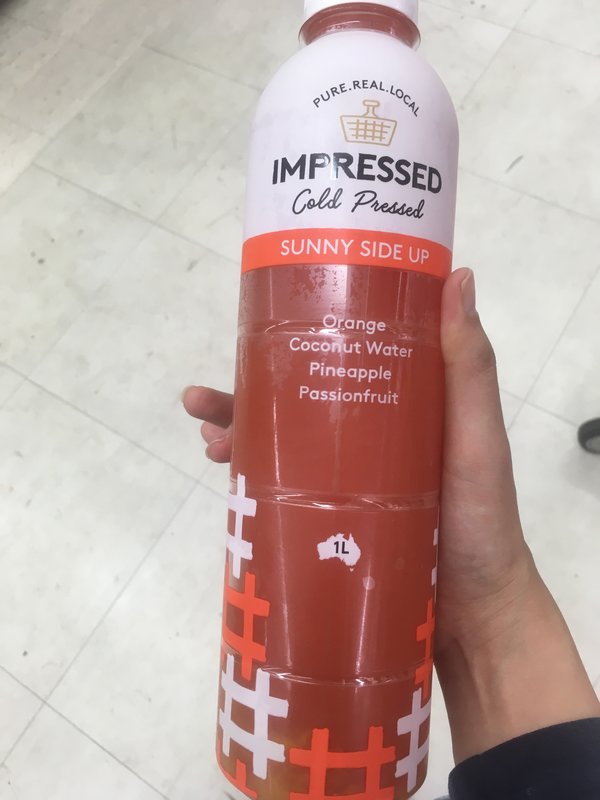 PURE.REAL.LOCAL
IMPRESSED
Cold Pressed
SUNNY SIDE UP
Orange
Coconut Water
Pineapple
Passionfruit
1L